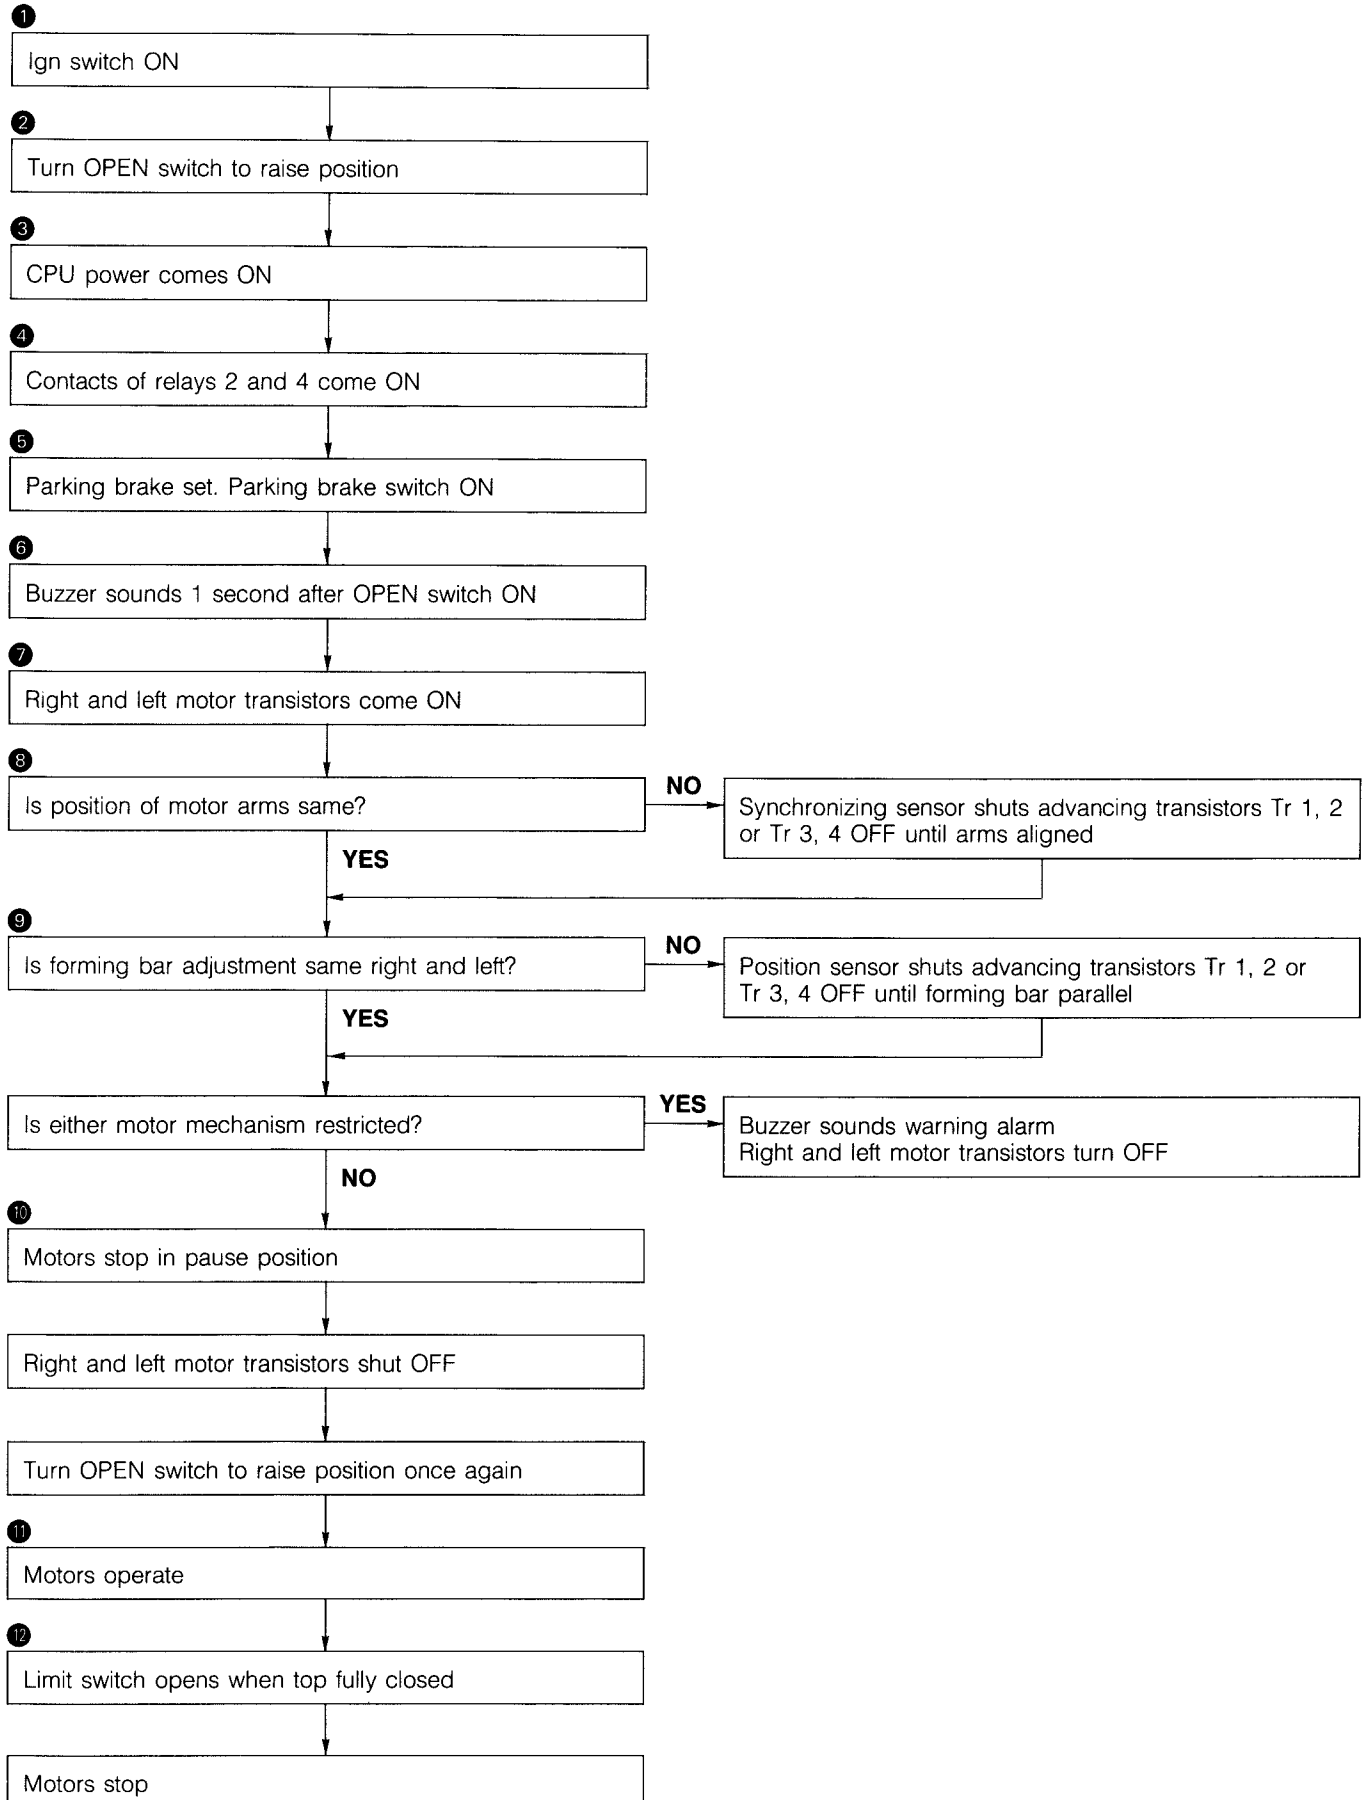 1
Ign switch ON
2
Turn OPEN switch to raise position
3
CPU power comes ON
4
Contacts of relays 2 and 4 come ON
5
Parking brake set. Parking brake switch ON
6
Buzzer sounds 1 second after OPEN switch ON
7
Right and left motor transistors come ON
8
Is position of motor arms same?
NO
Synchronizing sensor shuts advancing transistors Tr 1, 2
or Tr 3, 4 OFF until arms aligned
YES
9
Is forming bar adjustment same right and left?
NO
Position sensor shuts advancing transistors Tr 1, 2 or
Tr 3, 4 OFF until forming bar parallel
YES
Is either motor mechanism restricted?
YES
Buzzer sounds warning alarm
Right and left motor transistors turn OFF
NO
10
Motors stop in pause position
Right and left motor transistors shut OFF
Turn OPEN switch to raise position once again
11
Motors operate
12
Limit switch opens when top fully closed
Motors stop